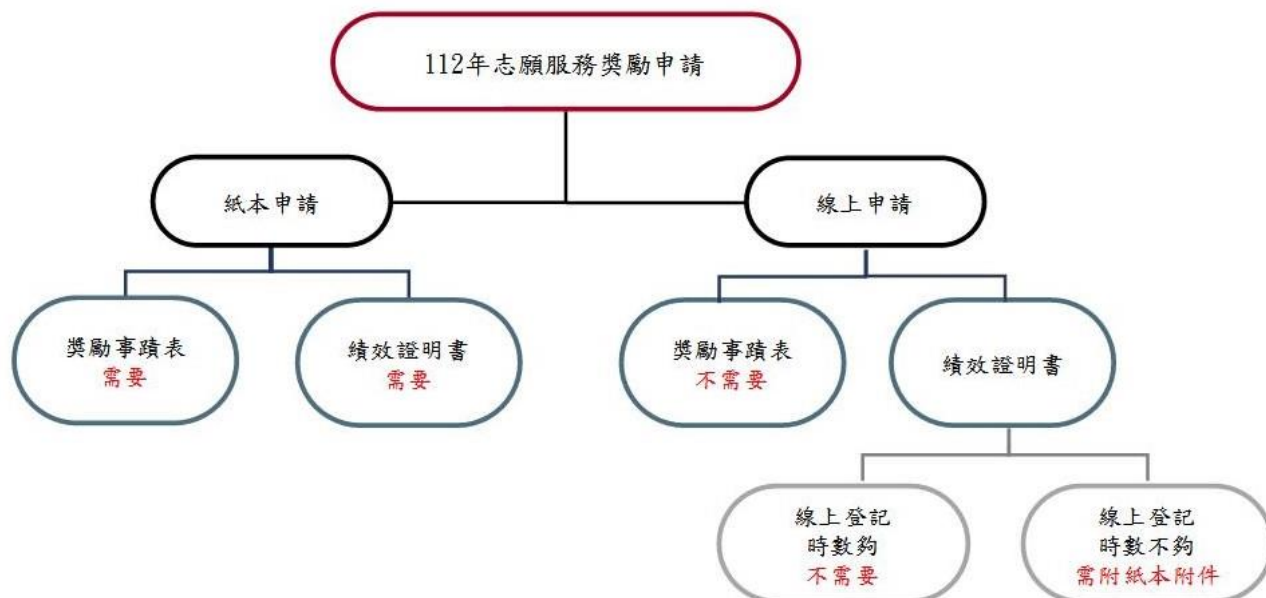 112年志願服務獎勵申請
紙本申請
線上申請
獎勵事蹟表
需要
績效證明書
需要
獎勵事蹟表
不需要
績效證明書
線上登記
時數夠
不需要
線上登記
時數不夠
需附紙本附件